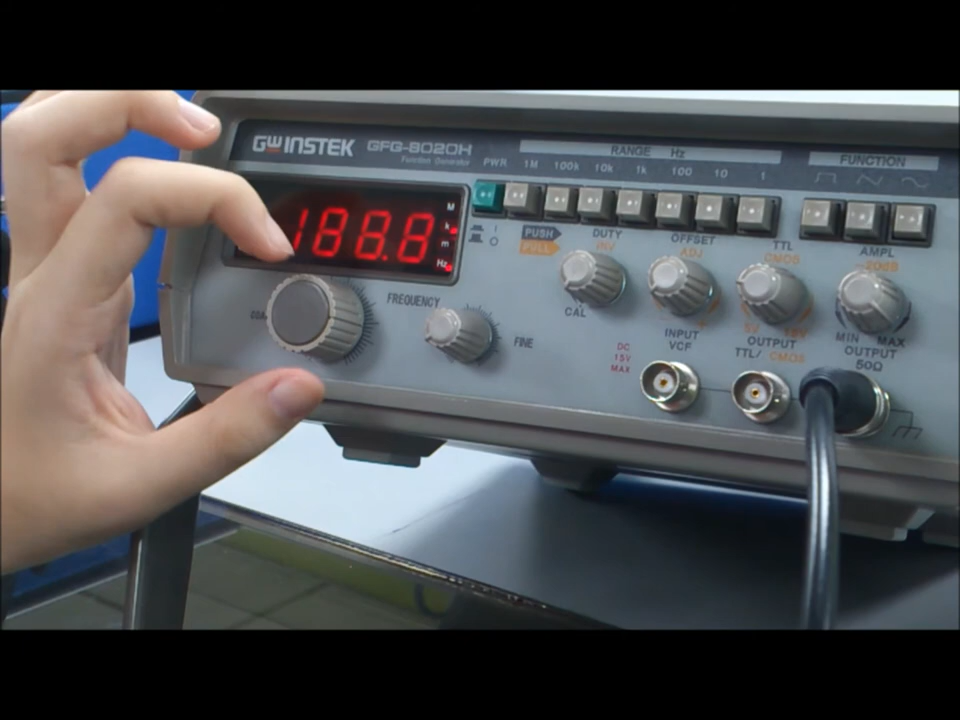 GW INSTEK GFG-8020H
Function Generator
PWR
RANGE Hz
1M 100k 10k 1k 100 10 1
FUNCTION
188.8
M
k
m
Hz
I
O
PUSH
PULL
DUTY
INV
OFFSET
ADJ
TTL
CMOS
AMPL
-20dB
FREQUENCY
FINE
CAL
5V 15V
MIN MAX
DC
15V
MAX
INPUT
VCF
OUTPUT
TTL/ CMOS
OUTPUT
50Ω